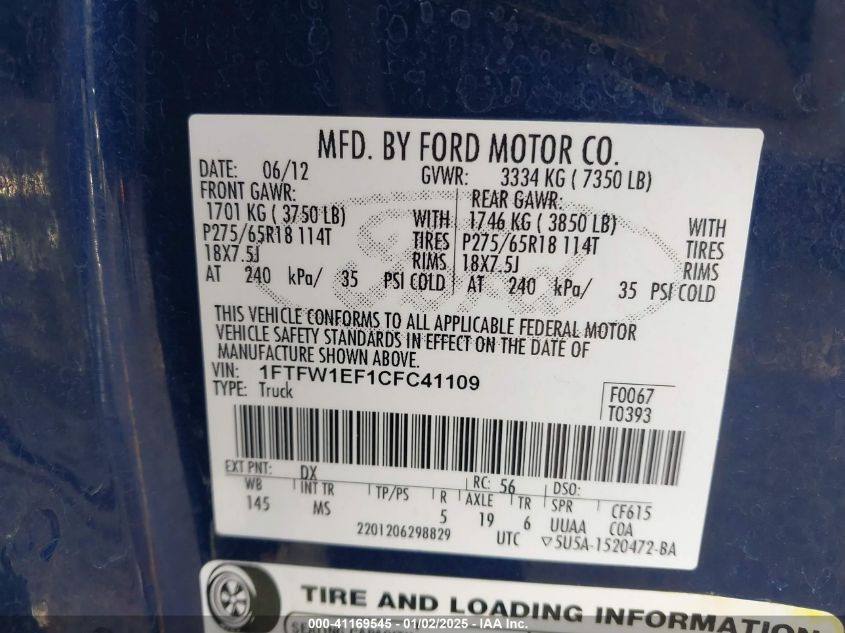 MFD. BY FORD MOTOR CO.
DATE: 06/12 GVWR: 3334 KG ( 7350 LB)
FRONT GAWR: REAR GAWR:
1701 KG ( 3750 LB) WITH 1746 KG ( 3850 LB) WITH
P275/65R18 114T TIRES P275/65R18 114T TIRES
18X7.5J RIMS 18X7.5J RIMS
AT 240 kPa/ 35 PSI COLD AT 240 kPa/ 35 PSI COLD
Ford
THIS VEHICLE CONFORMS TO ALL APPLICABLE FEDERAL MOTOR
VEHICLE SAFETY STANDARDS IN EFFECT ON THE DATE OF
MANUFACTURE SHOWN ABOVE.
VIN: 1FTFW1EF1CFC41109
TYPE: Truck
F0067
T0393
EXT PNT: DX RC: 56 DSO:
WB INT TR TP/PS R AXLE TR SPR CF615
145 MS 5 19 6 UUAA COA
2201206298829 UTC ▽5U5A-1520472-BA
TIRE AND LOADING INFORMATION
SEATING CAPACITY
000-41169545 - 01/02/2025 - IAA Inc.